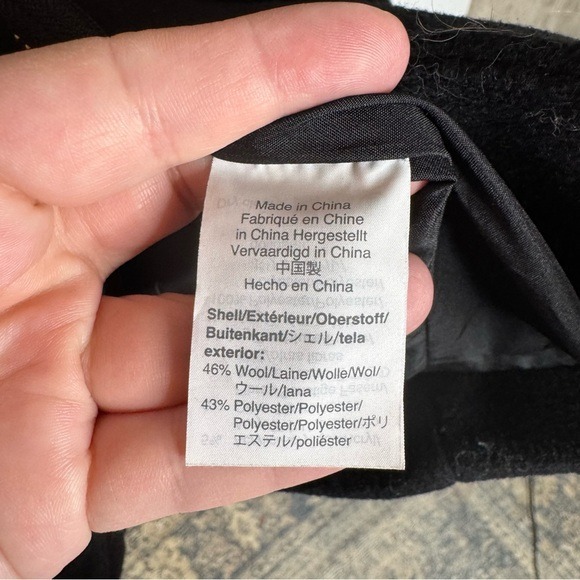 Made in China
Fabriqué en Chine
in China Hergestellt
Vervaardigd in China
中国製
Hecho en China
Shell/Extérieur/Oberstoff/
Buitenkant/シェル/tela
exterior:
46% Wool/Laine/Wolle/Wol/
ウール/lana
43% Polyester/Polyester/
Polyester/Polyester/ポリ
エステル/poliéster